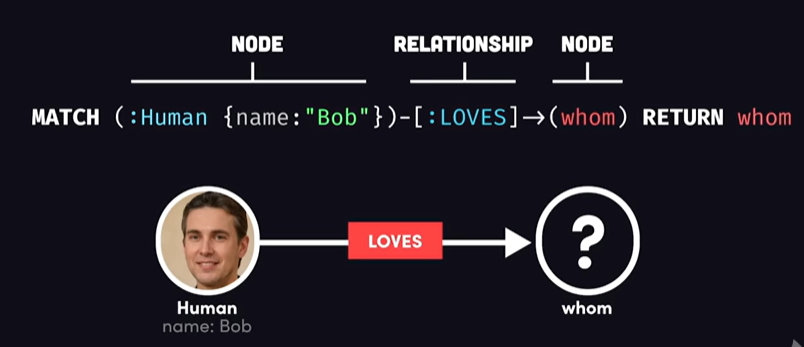 NODE RELATIONSHIP NODE
MATCH (:Human {name:"Bob"})-[:LOVES]→(whom) RETURN whom
LOVES
?
Human whom
name: Bob